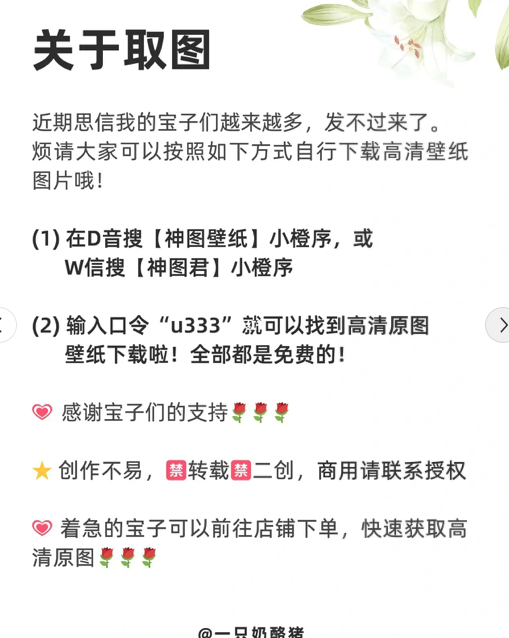 关于取图
近期思信我的宝子们越来越多，发不过来了。
烦请大家可以按照如下方式自行下载高清壁纸
图片哦！
(1) 在D音搜【神图壁纸】小橙序，或
W信搜【神图君】小橙序
(2) 输入口令“u333”就可以找到高清原图
壁纸下载啦！全部都是免费的！
💗 感谢宝子们的支持🌹🌹🌹
⭐ 创作不易，禁转载禁二创，商用请联系授权
💗 着急的宝子可以前往店铺下单，快速获取高
清原图🌹🌹🌹
@一只奶酪猪